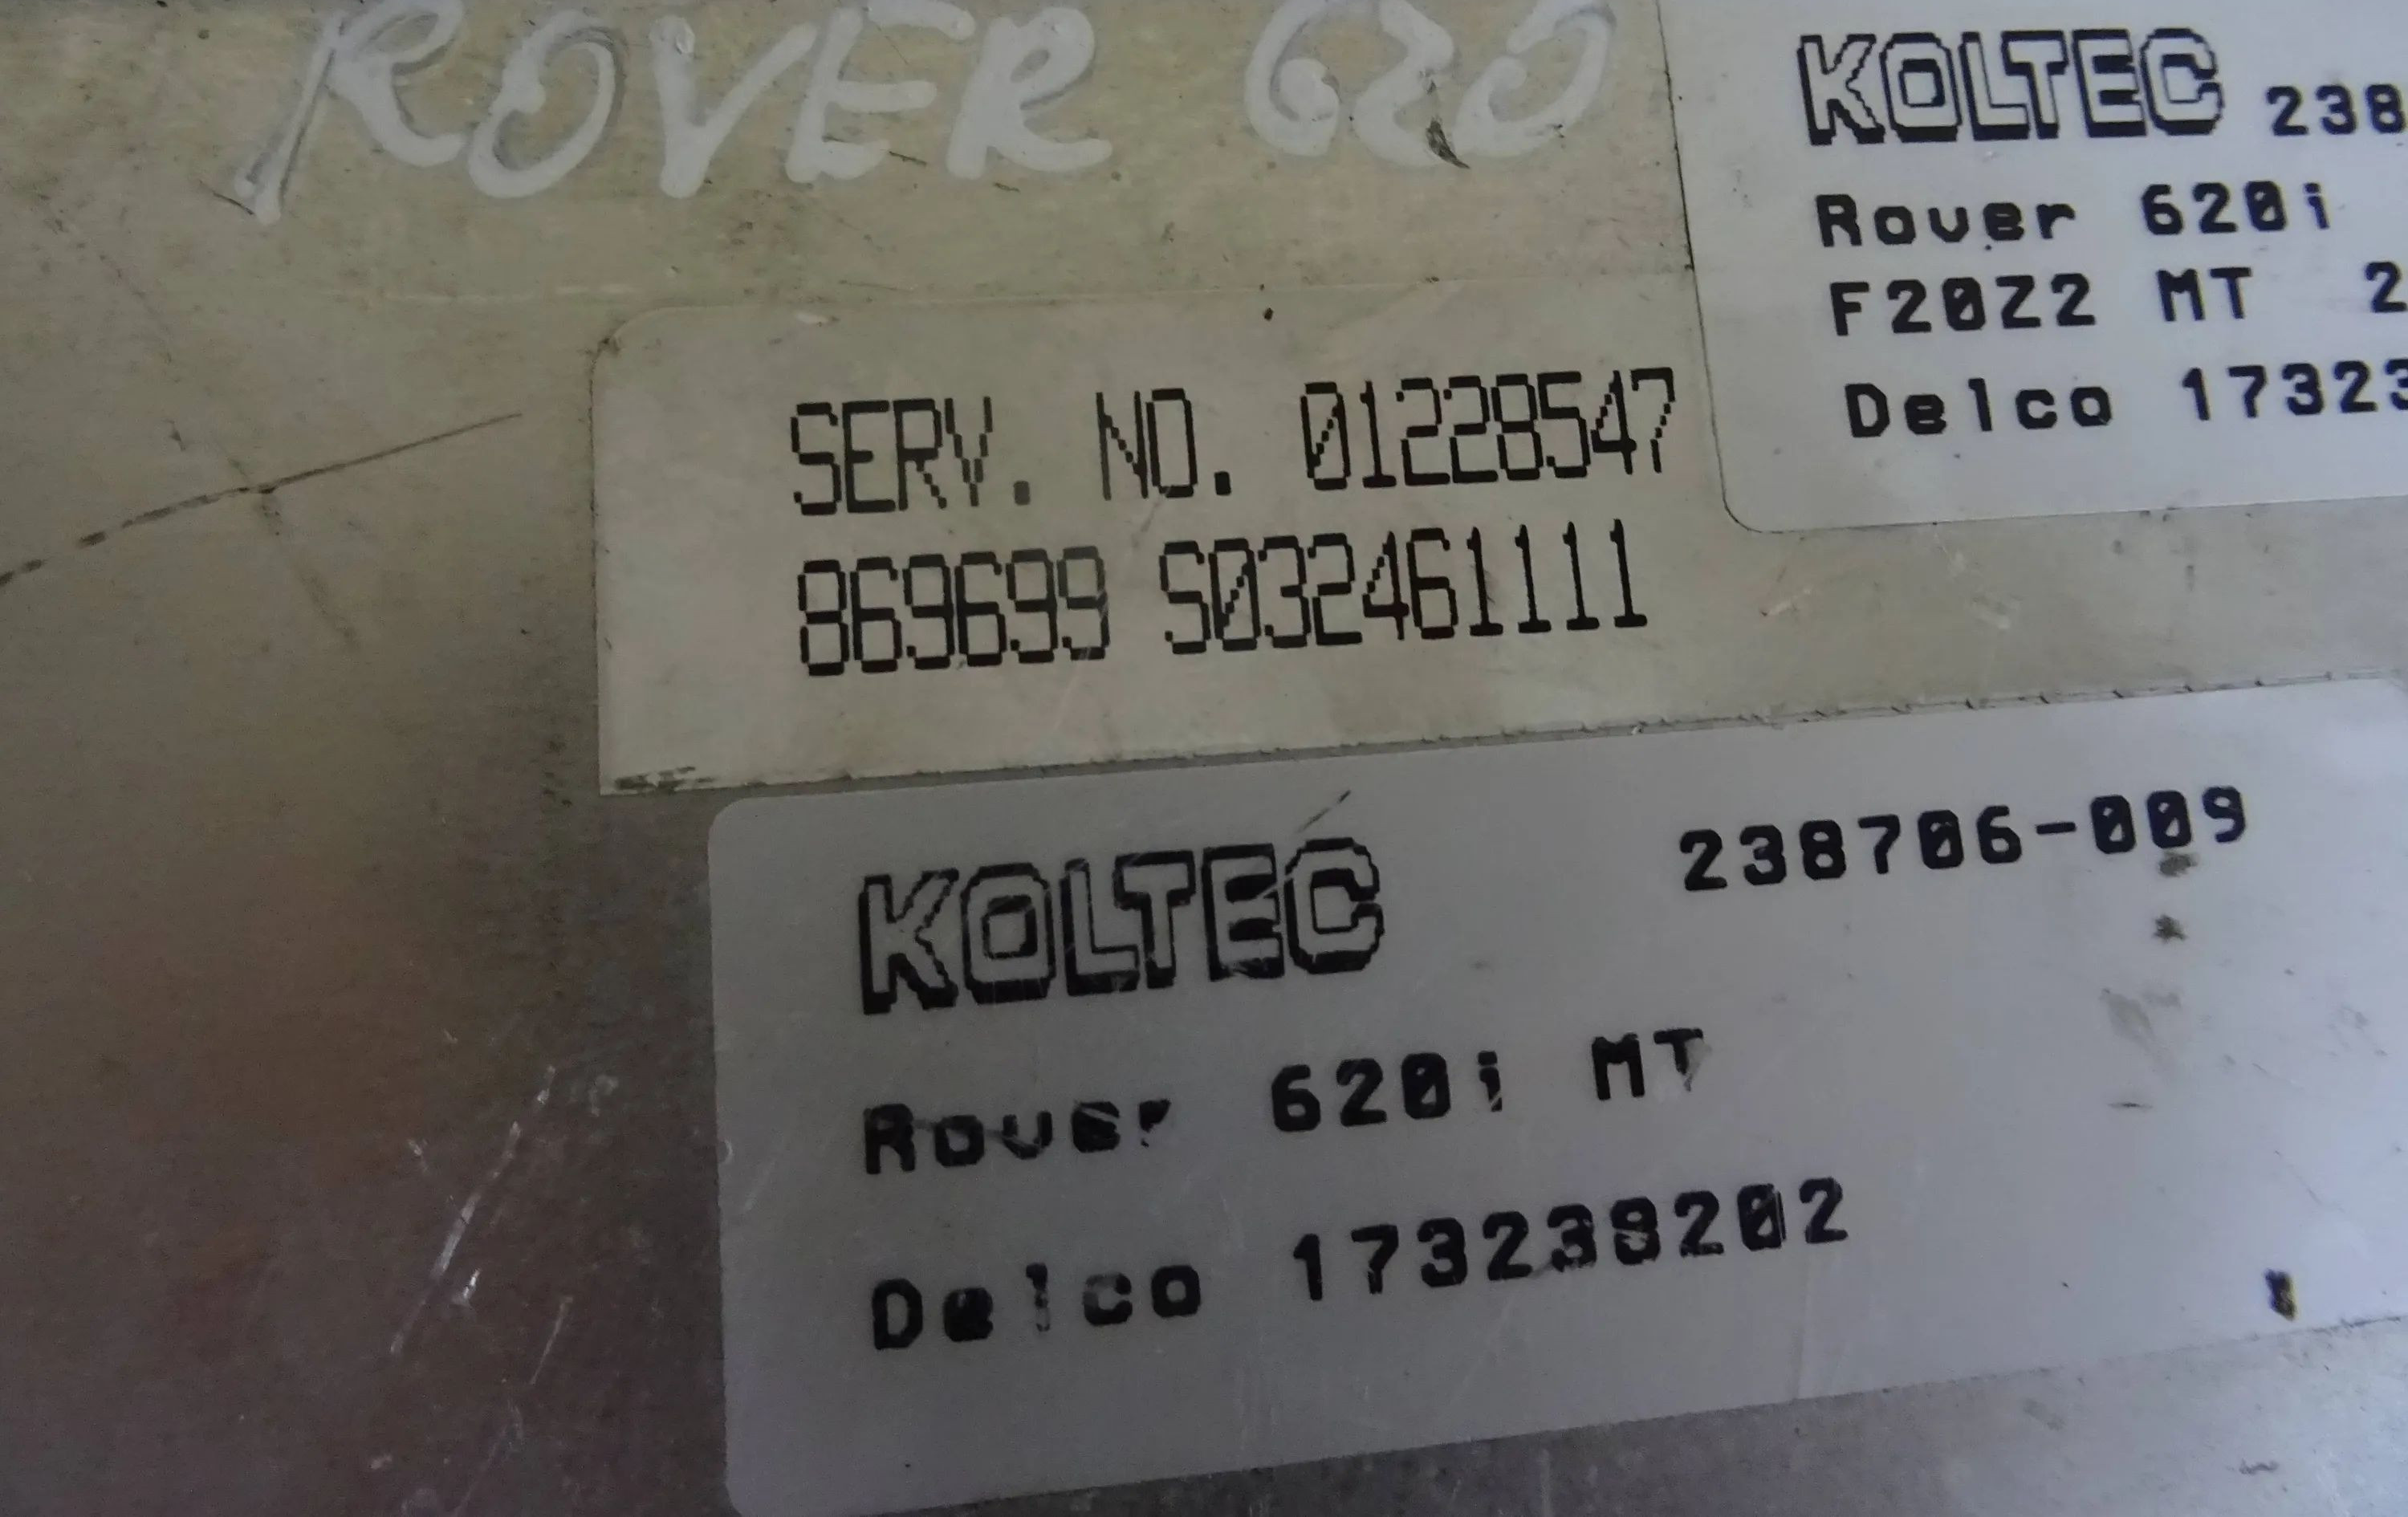 ROVER 620
KOLTEC 238
Rover 620i
F20Z2 MT 2
Delco 17323
SERV. NO. 01228547
869699 S032461111
KOLTEC 238706-009
Rover 620i MT
Delco 173238202